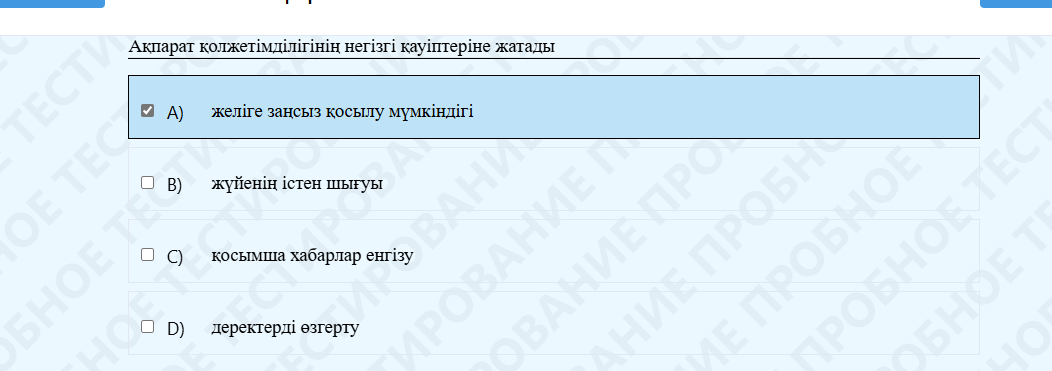 Ақпарат қолжетімділігінің негізгі қауіптеріне жатады
A) желіге заңсыз қосылу мүмкіндігі
B) жүйенің істен шығуы
C) қосымша хабарлар енгізу
D) деректерді өзгерту